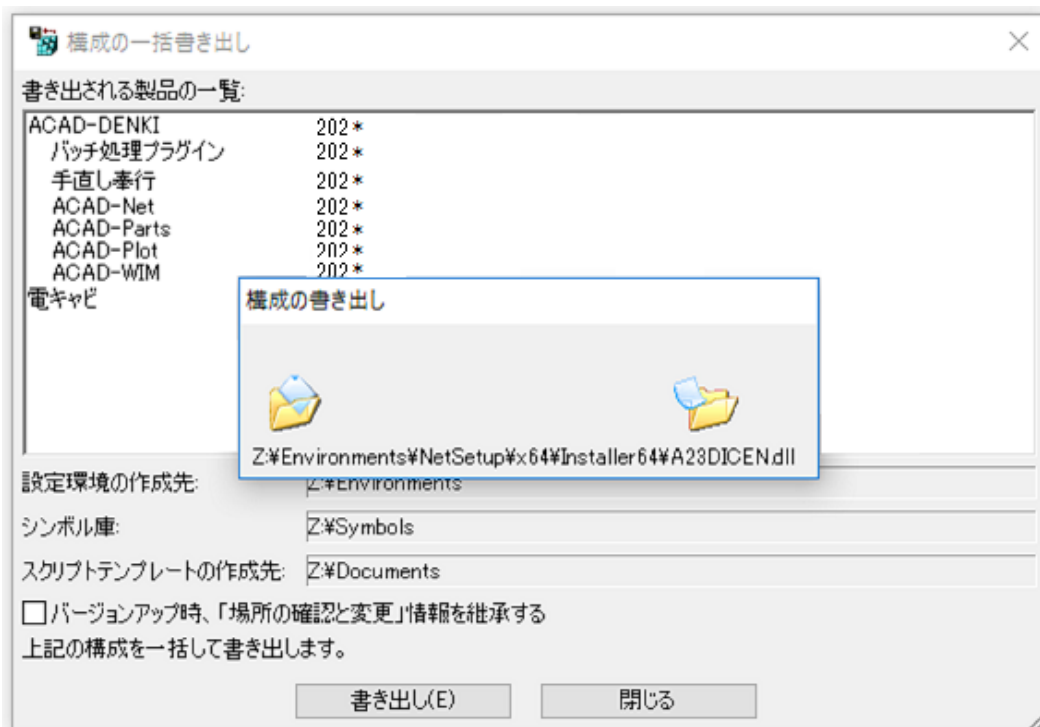 構成の一括書き出し
書き出される製品の一覧:
ACAD-DENKI 202*
バッチ処理プラグイン 202*
手直し奉行 202*
ACAD-Net 202*
ACAD-Parts 202*
ACAD-Plot 202*
ACAD-WIM 202*
電キャビ
構成の書き出し
Z:¥Environments¥NetSetup¥x64¥Installer64¥A23DICEN.dll
設定環境の作成先: Z:¥Environments
シンボル庫: Z:¥Symbols
スクリプトテンプレートの作成先: Z:¥Documents
バージョンアップ時、「場所の確認と変更」情報を継承する
上記の構成を一括して書き出します。
書き出し(E) 閉じる